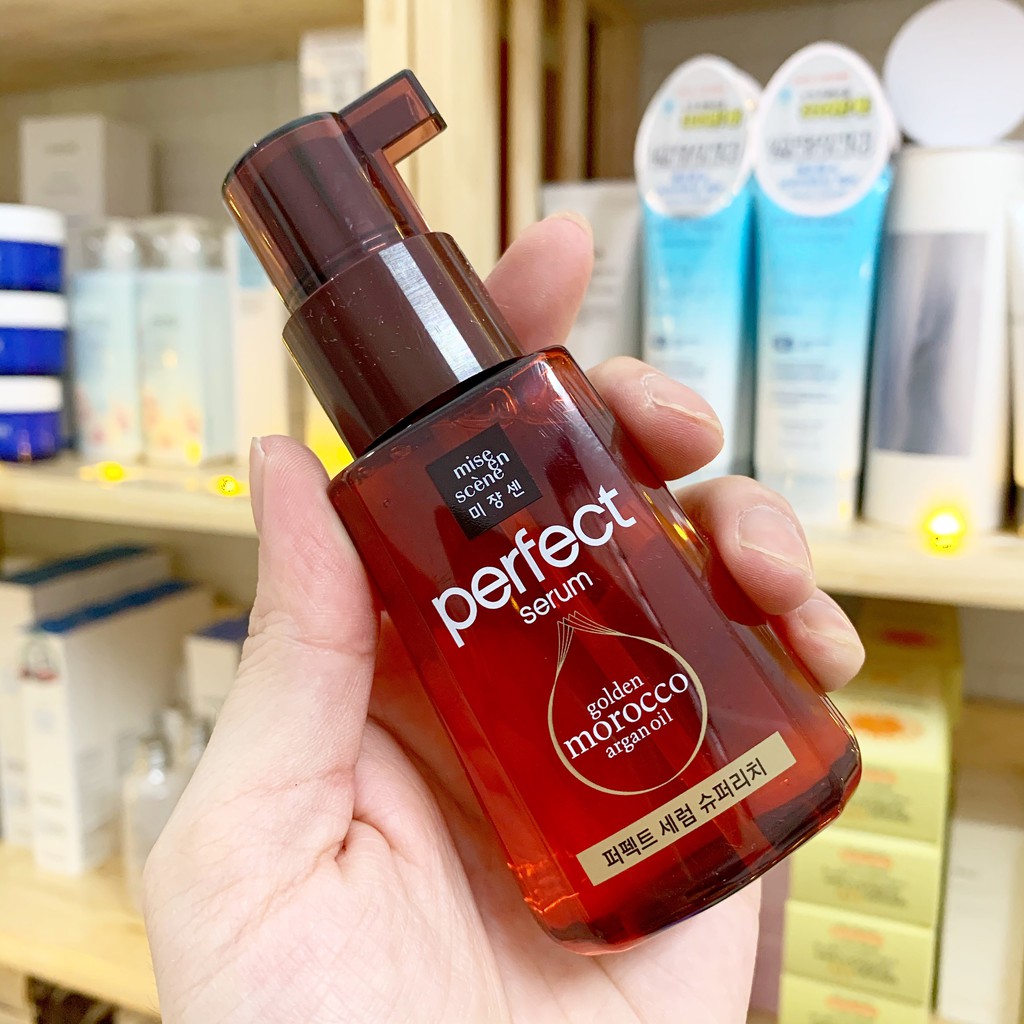 mise
en
scène
미쟝센
perfect
serum
golden
morocco
argan oil
퍼펙트 세럼 슈퍼리치